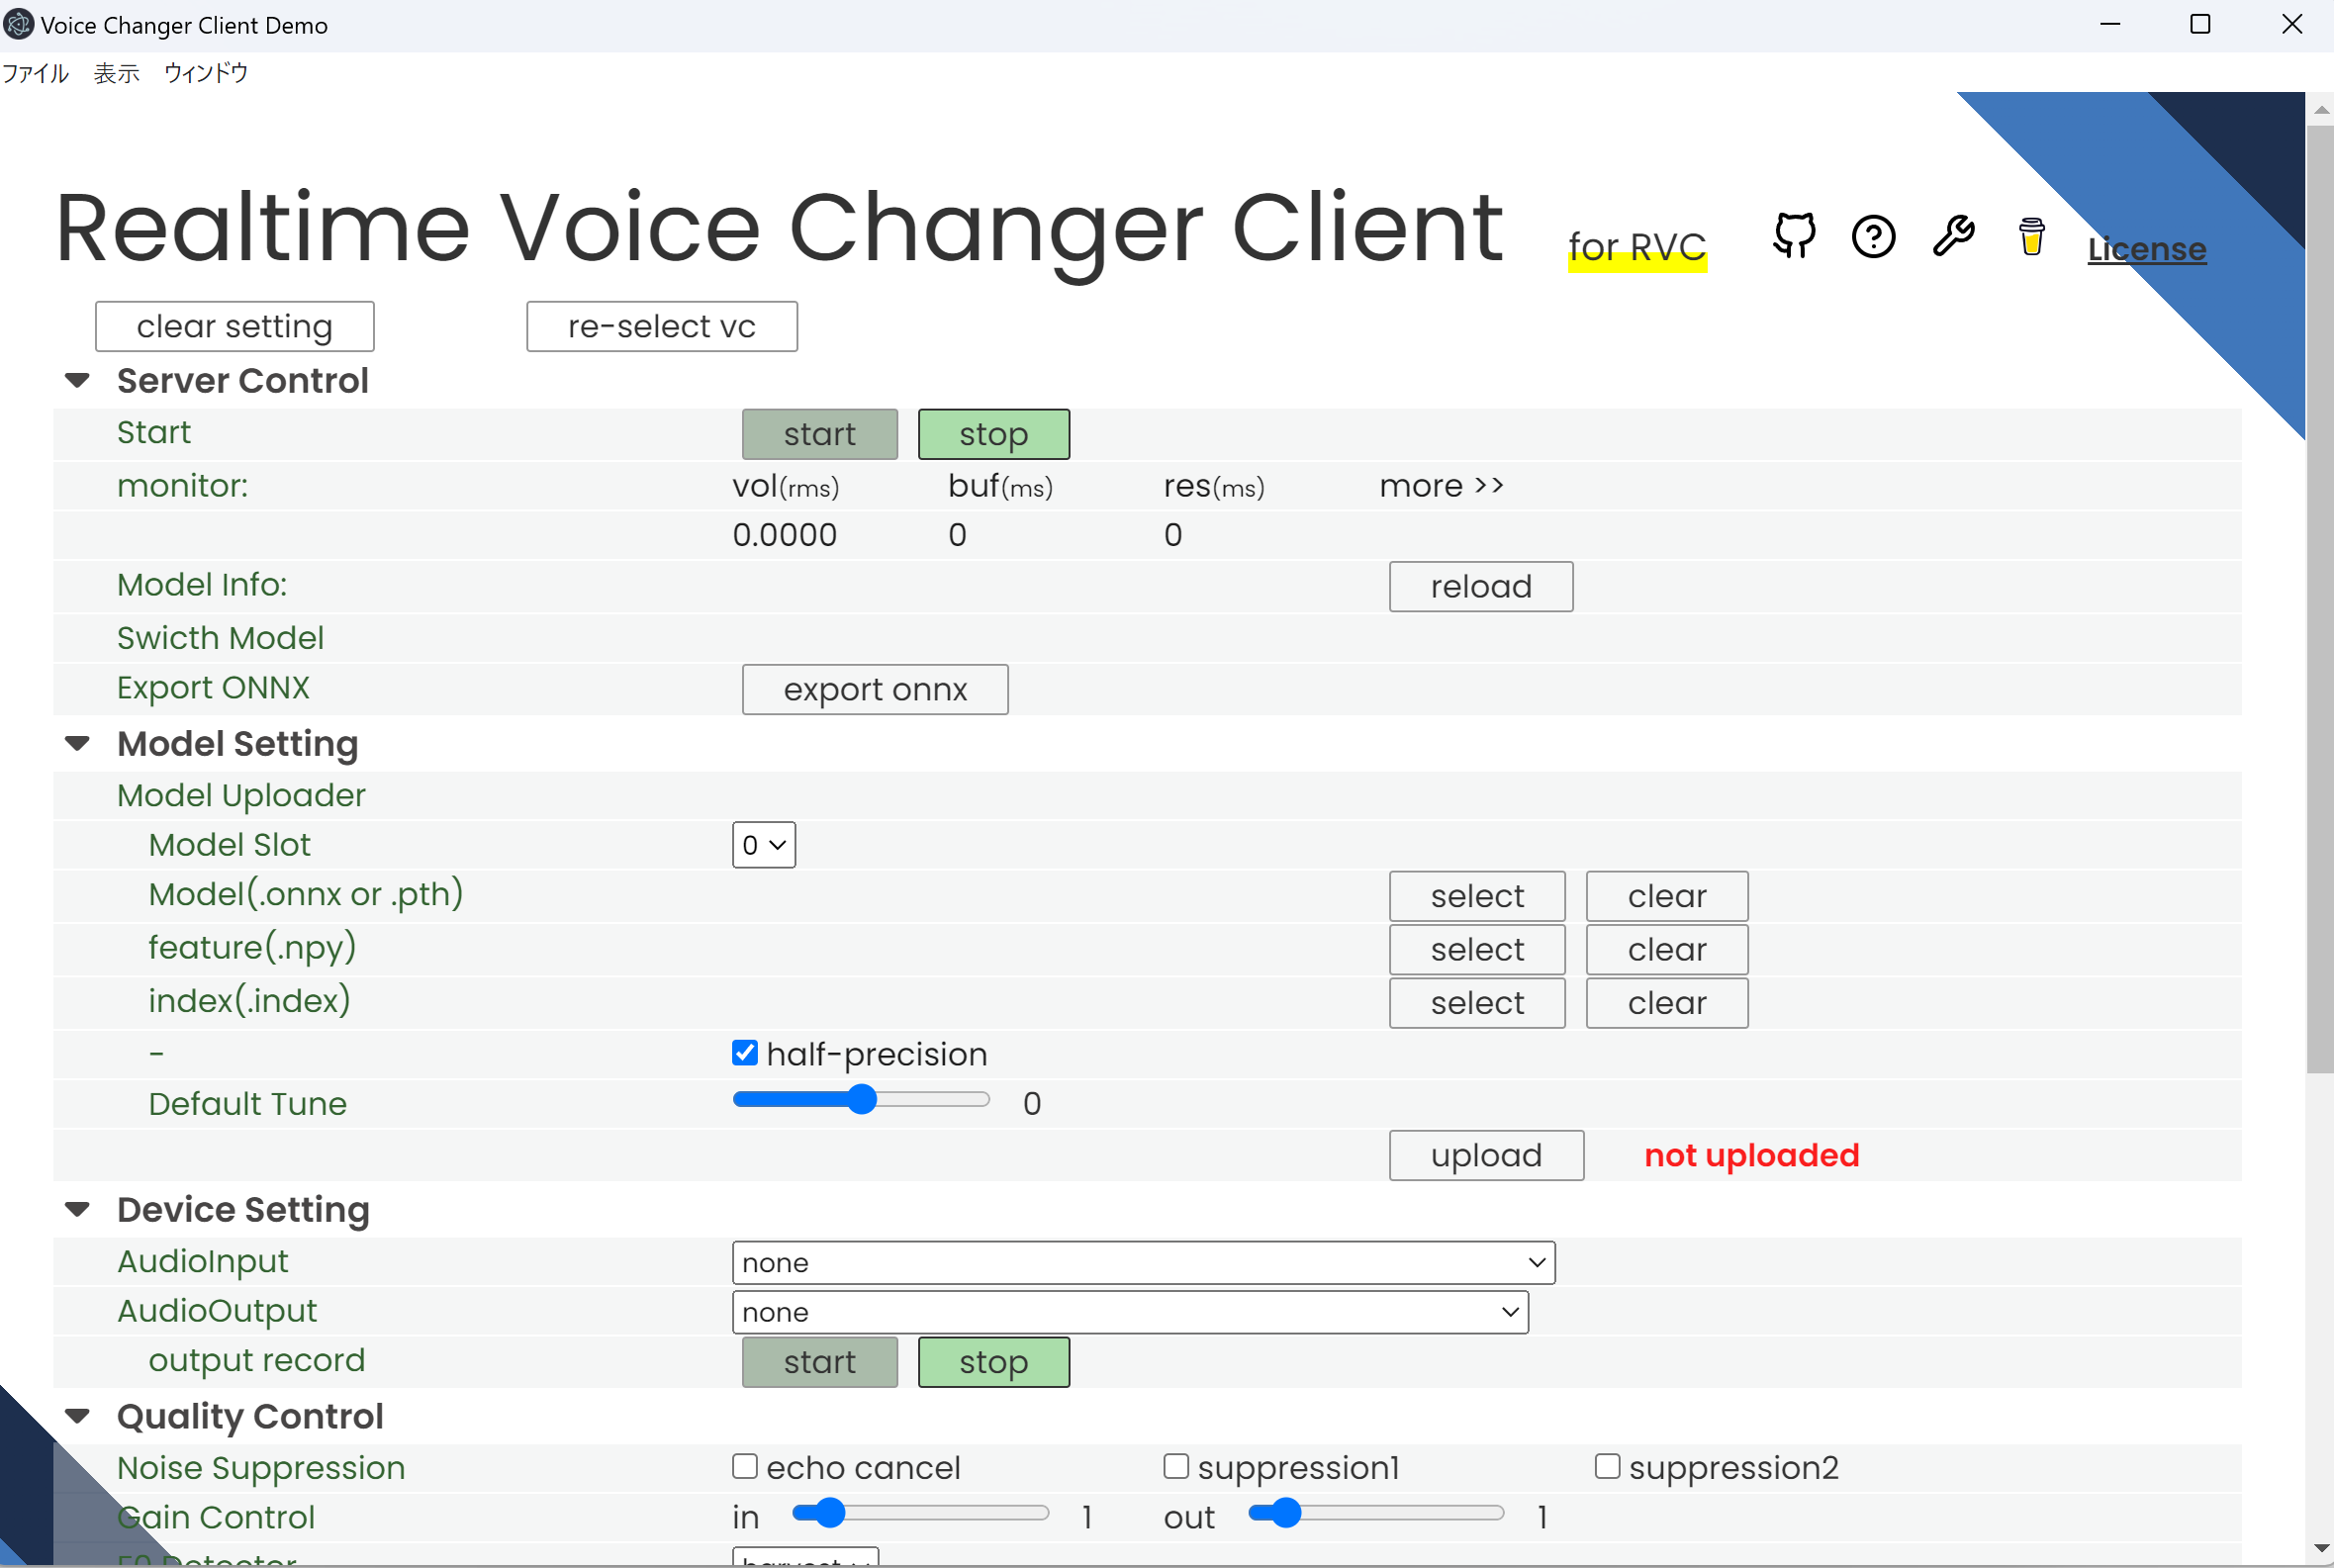 Voice Changer Client Demo
ファイル 表示 ウィンドウ
Realtime Voice Changer Client for RVC License
clear setting re-select vc
Server Control
Start start stop
monitor: vol(rms) buf(ms) res(ms) more >>
0.0000 0 0
Model Info: reload
Swicth Model
Export ONNX export onnx
Model Setting
Model Uploader
Model Slot 0
Model(.onnx or .pth) select clear
feature(.npy) select clear
index(.index) select clear
- half-precision
Default Tune 0
upload not uploaded
Device Setting
AudioInput none
AudioOutput none
output record start stop
Quality Control
Noise Suppression echo cancel suppression1 suppression2
Gain Control in 1 out 1
F0 Detector harvest